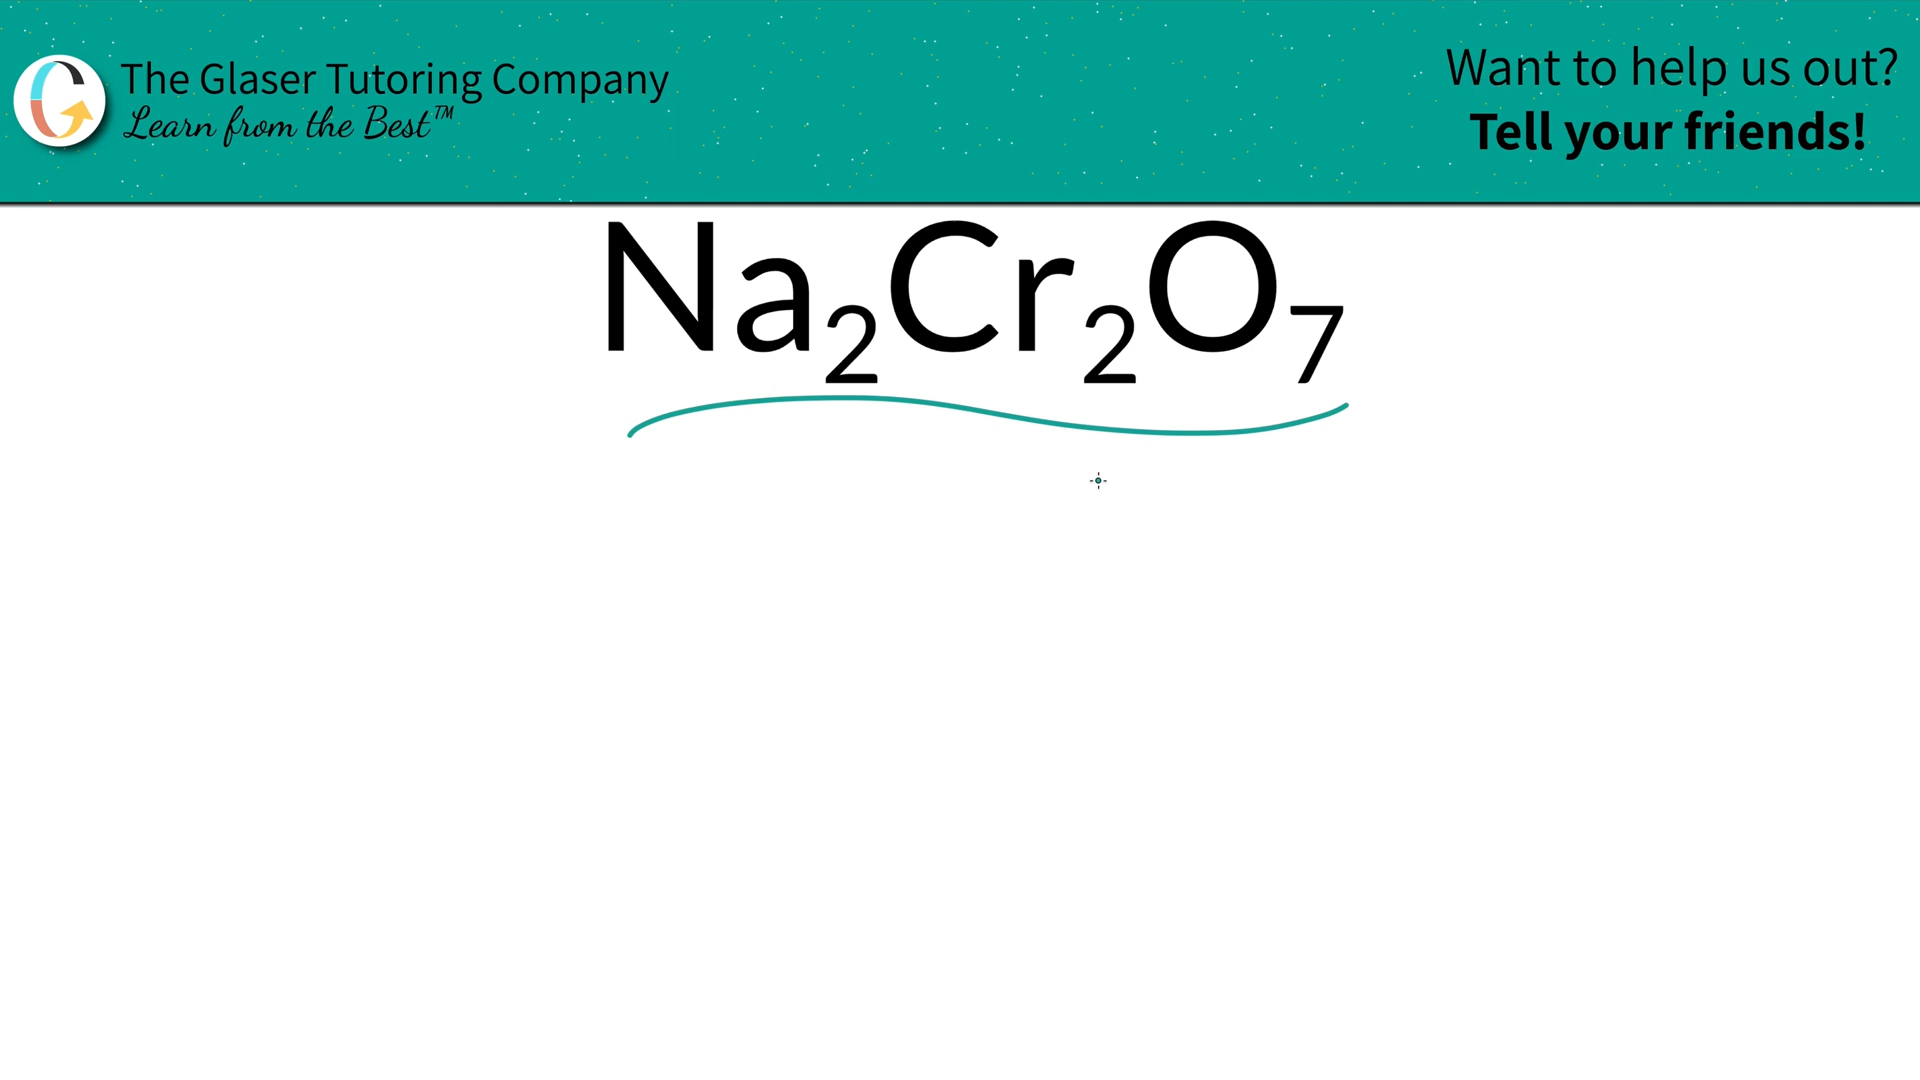 The Glaser Tutoring Company
Learn from the Best™
Want to help us out?
Tell your friends!
Na₂Cr₂O₇